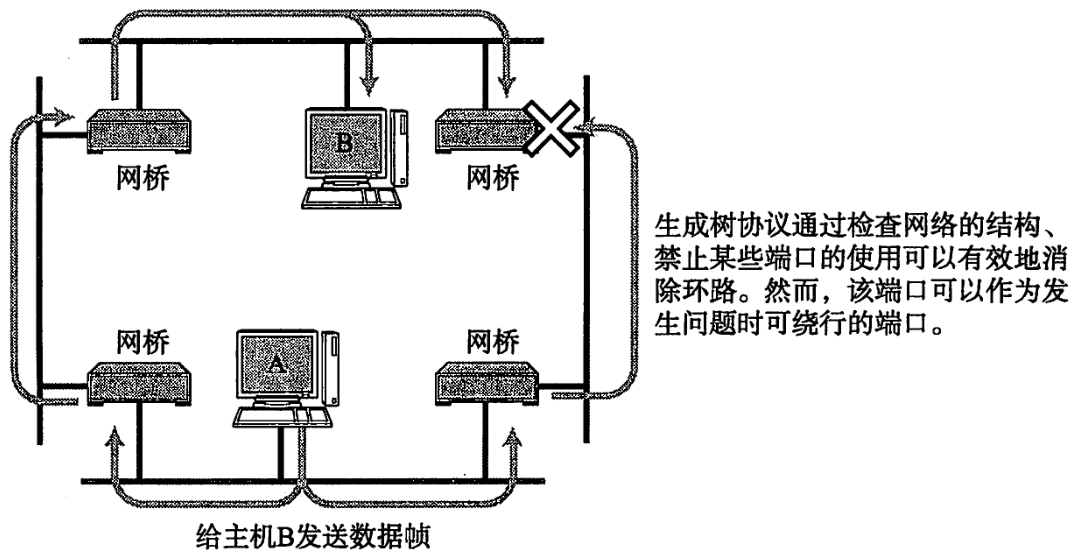 网桥
B
网桥
生成树协议通过检查网络的结构、
禁止某些端口的使用可以有效地消
除环路。然而，该端口可以作为发
生问题时可绕行的端口。
网桥
A
网桥
给主机B发送数据帧